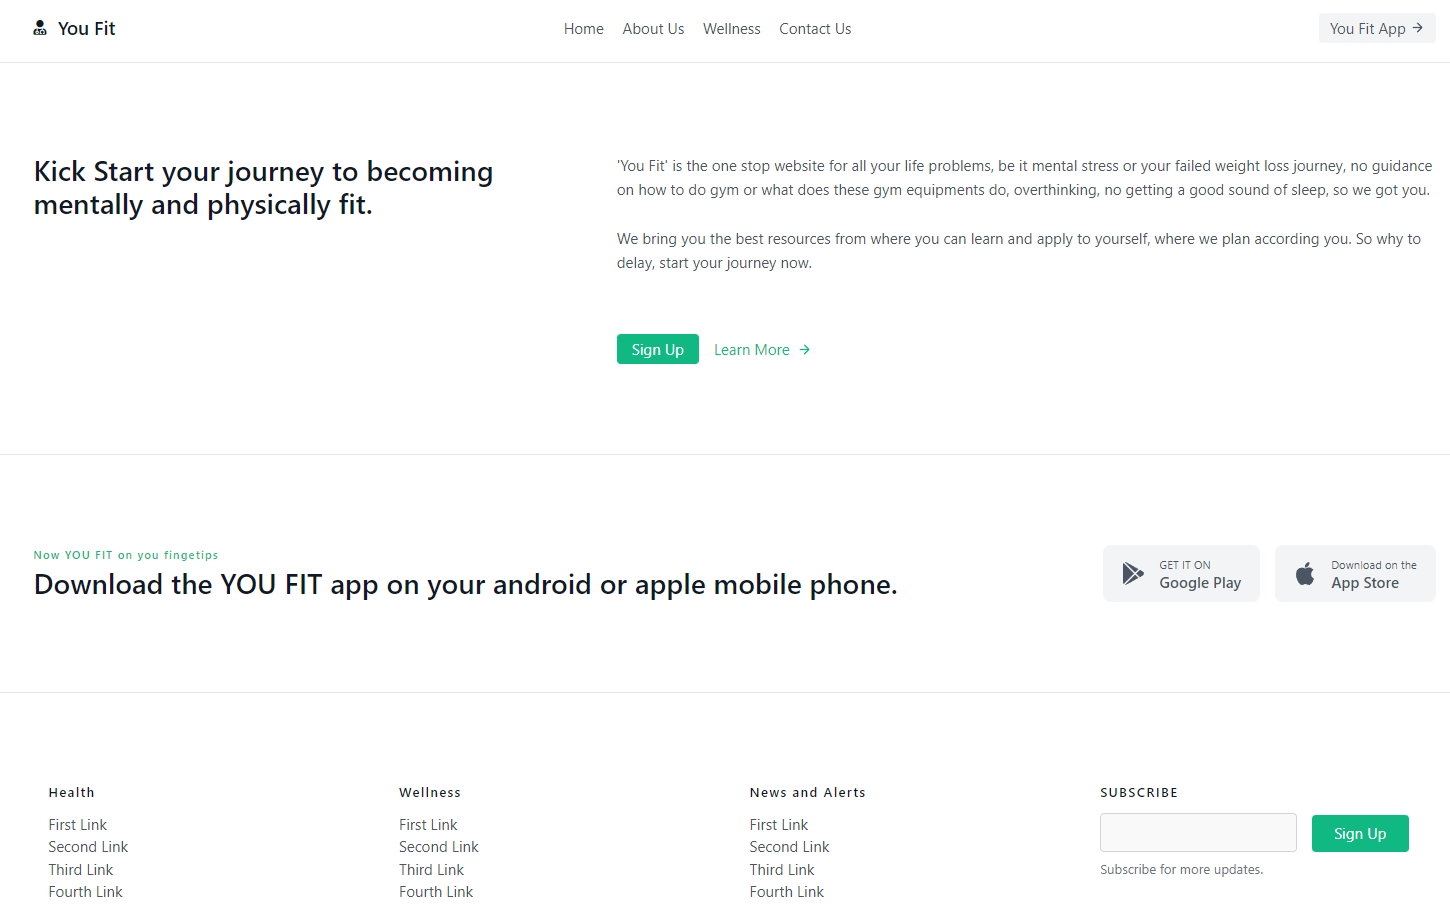 You Fit
Home About Us Wellness Contact Us
You Fit App →
Kick Start your journey to becoming
mentally and physically fit.
'You Fit' is the one stop website for all your life problems, be it mental stress or your failed weight loss journey, no guidance
on how to do gym or what does these gym equipments do, overthinking, no getting a good sound of sleep, so we got you.
We bring you the best resources from where you can learn and apply to yourself, where we plan according you. So why to
delay, start your journey now.
Sign Up
Learn More →
Now YOU FIT on you fingetips
Download the YOU FIT app on your android or apple mobile phone.
GET IT ON
Google Play
Download on the
App Store
Health
First Link
Second Link
Third Link
Fourth Link
Wellness
First Link
Second Link
Third Link
Fourth Link
News and Alerts
First Link
Second Link
Third Link
Fourth Link
SUBSCRIBE
Sign Up
Subscribe for more updates.